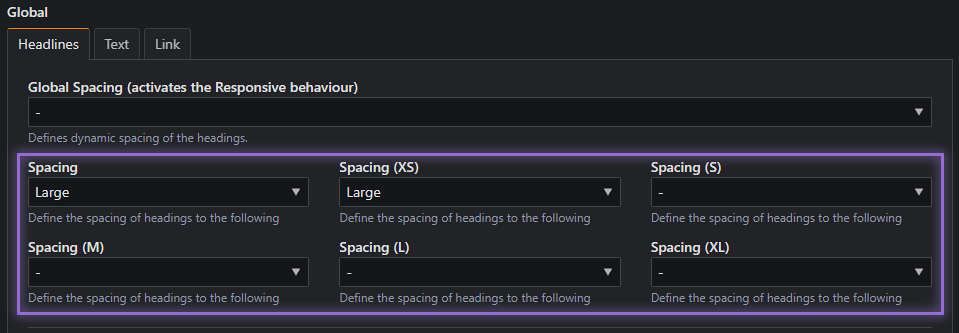 Global
Headlines Text Link
Global Spacing (activates the Responsive behaviour)
-
Defines dynamic spacing of the headings.
Spacing Spacing (XS) Spacing (S)
Large Large -
Define the spacing of headings to the following Define the spacing of headings to the following Define the spacing of headings to the following
Spacing (M) Spacing (L) Spacing (XL)
- - -
Define the spacing of headings to the following Define the spacing of headings to the following Define the spacing of headings to the following